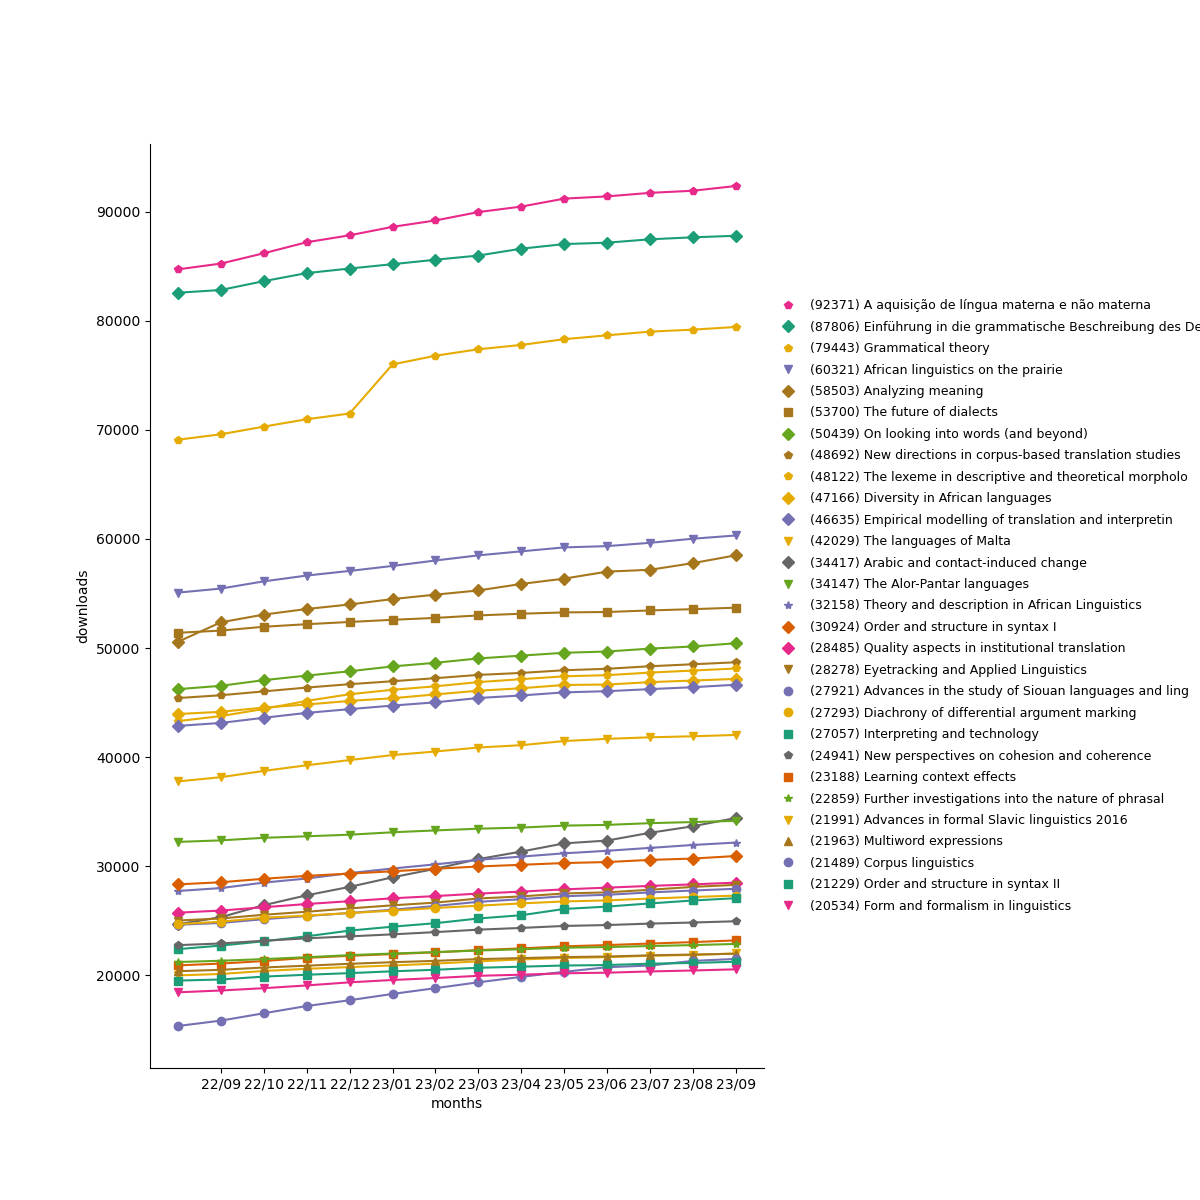 90000
80000
70000
60000
50000
40000
30000
20000
downloads
22/09 22/10 22/11 22/12 23/01 23/02 23/03 23/04 23/05 23/06 23/07 23/08 23/09
months
(92371) A aquisição de língua materna e não materna
(87806) Einführung in die grammatische Beschreibung des De
(79443) Grammatical theory
(60321) African linguistics on the prairie
(58503) Analyzing meaning
(53700) The future of dialects
(50439) On looking into words (and beyond)
(48692) New directions in corpus-based translation studies
(48122) The lexeme in descriptive and theoretical morpholo
(47166) Diversity in African languages
(46635) Empirical modelling of translation and interpretin
(42029) The languages of Malta
(34417) Arabic and contact-induced change
(34147) The Alor-Pantar languages
(32158) Theory and description in African Linguistics
(30924) Order and structure in syntax I
(28485) Quality aspects in institutional translation
(28278) Eyetracking and Applied Linguistics
(27921) Advances in the study of Siouan languages and ling
(27293) Diachrony of differential argument marking
(27057) Interpreting and technology
(24941) New perspectives on cohesion and coherence
(23188) Learning context effects
(22859) Further investigations into the nature of phrasal
(21991) Advances in formal Slavic linguistics 2016
(21963) Multiword expressions
(21489) Corpus linguistics
(21229) Order and structure in syntax II
(20534) Form and formalism in linguistics